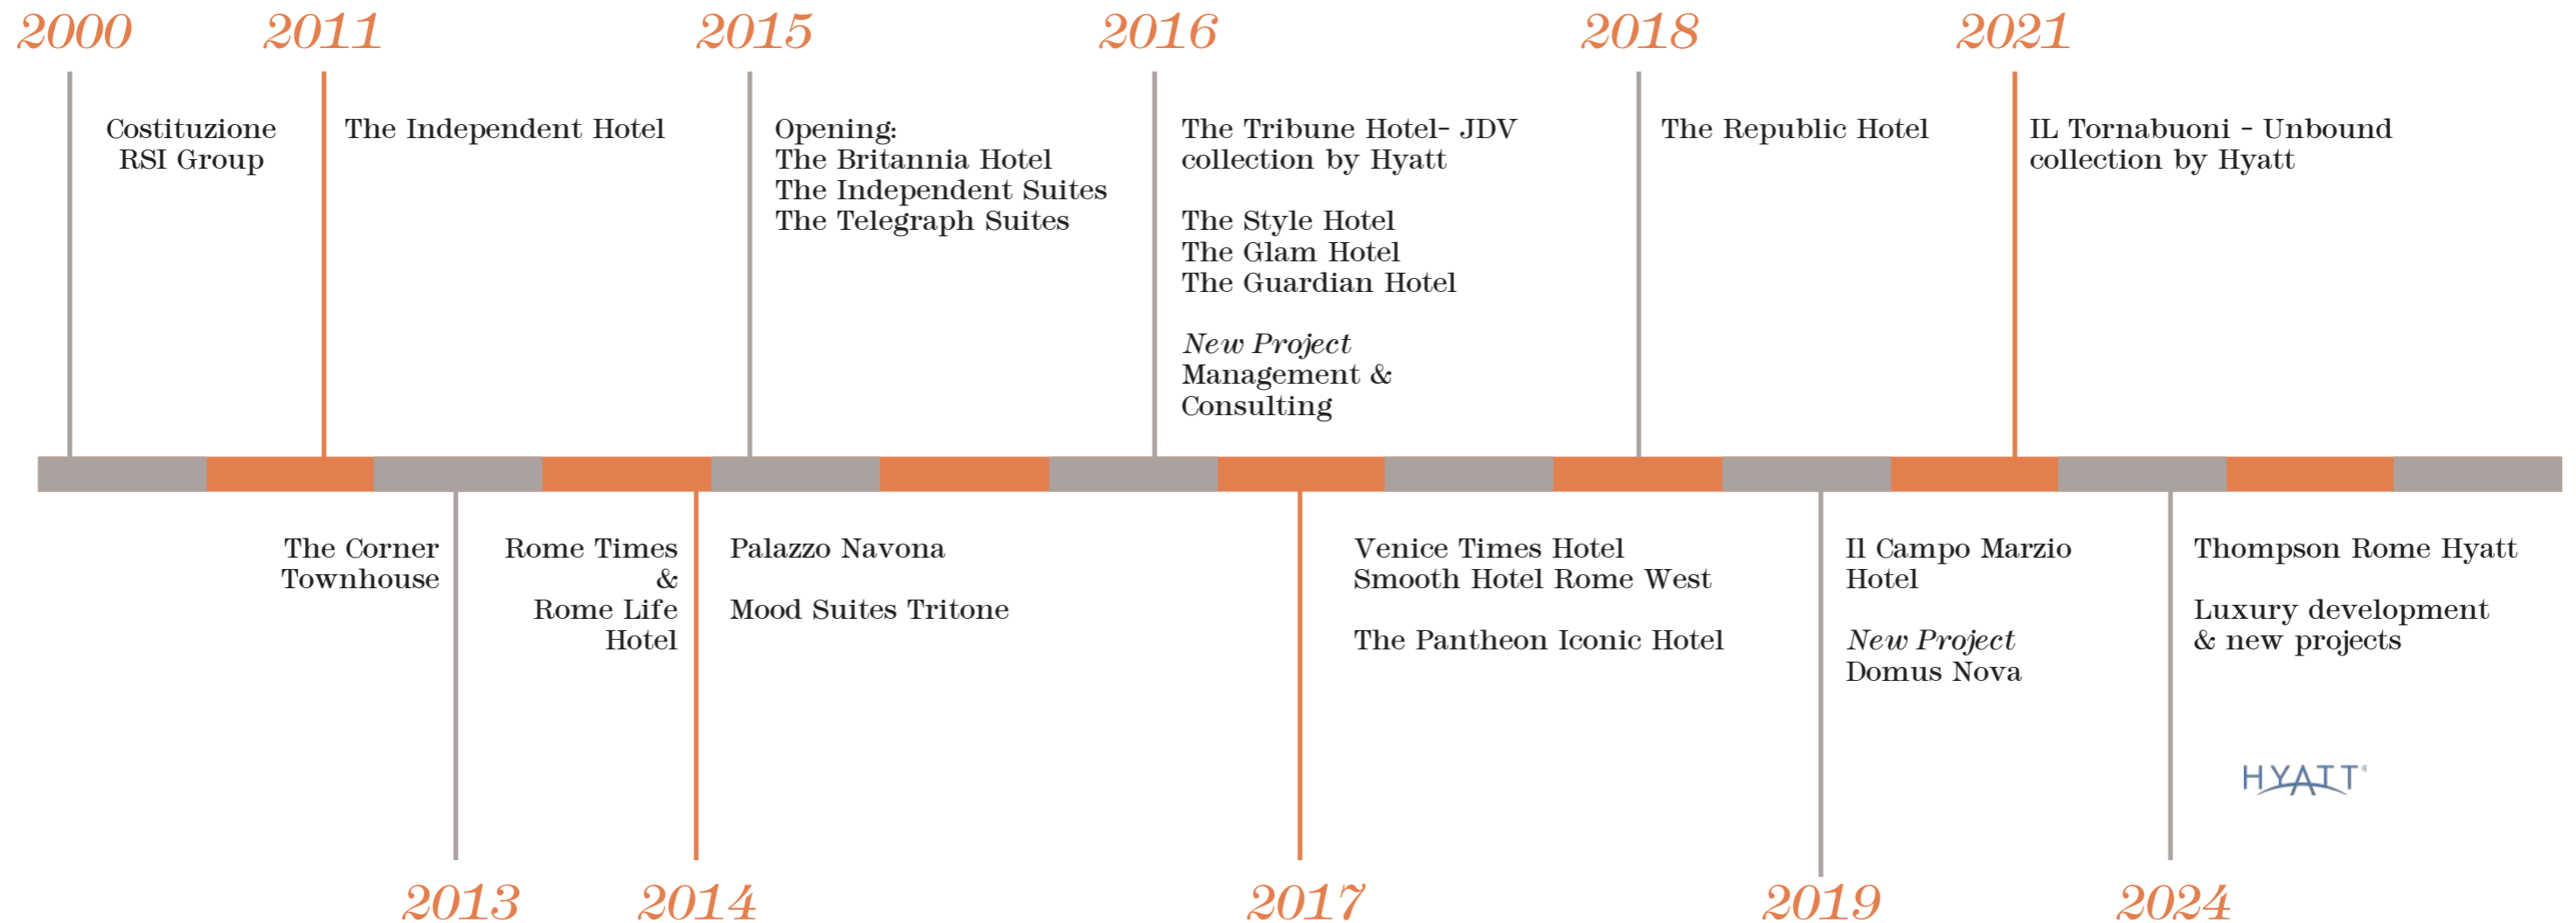 2000
Costituzione
RSI Group
2011
The Independent Hotel
2015
Opening:
The Britannia Hotel
The Independent Suites
The Telegraph Suites
2016
The Tribune Hotel- JDV
collection by Hyatt
The Style Hotel
The Glam Hotel
The Guardian Hotel
New Project
Management &
Consulting
2018
The Republic Hotel
2021
IL Tornabuoni - Unbound
collection by Hyatt
The Corner
Townhouse
2013
Rome Times
&
Rome Life
Hotel
Palazzo Navona
Mood Suites Tritone
2014
Venice Times Hotel
Smooth Hotel Rome West
The Pantheon Iconic Hotel
2017
Il Campo Marzio
Hotel
New Project
Domus Nova
2019
Thompson Rome Hyatt
Luxury development
& new projects
HYATT®
2024